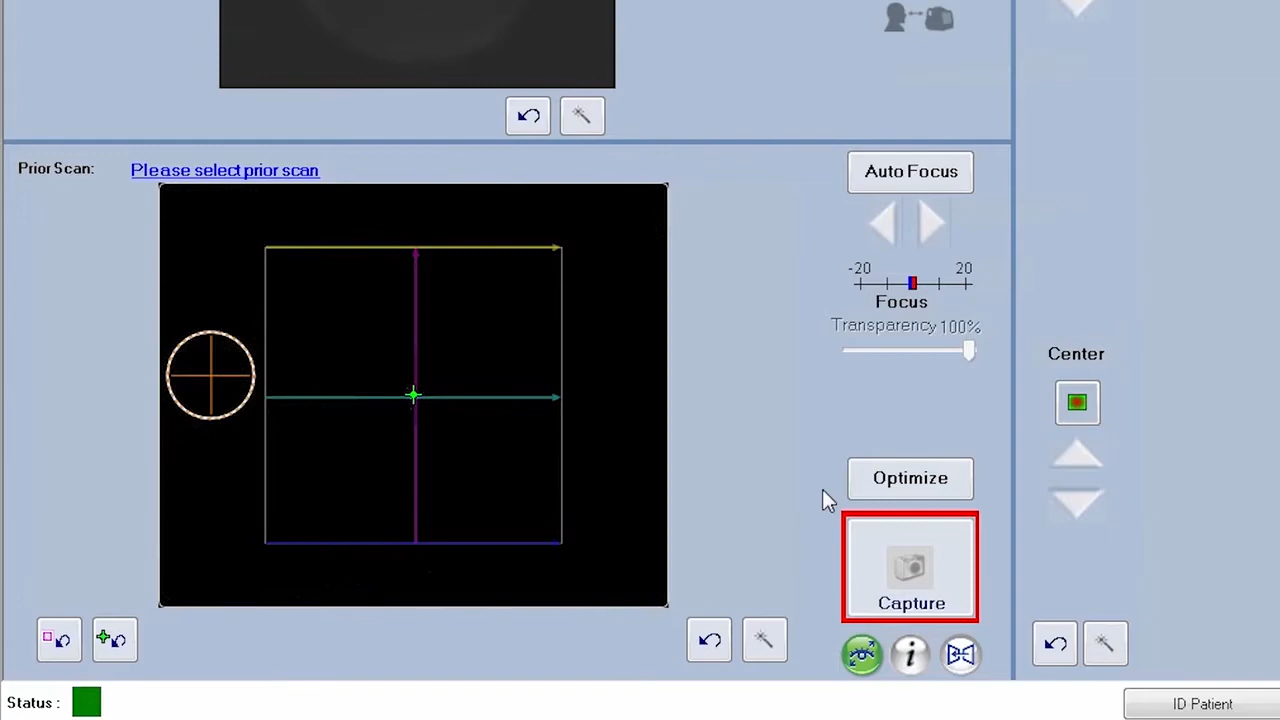 Prior Scan: Please select prior scan
Auto Focus
-20 20
Focus
Transparency 100%
Center
Optimize
Capture
i
Status :
ID Patient